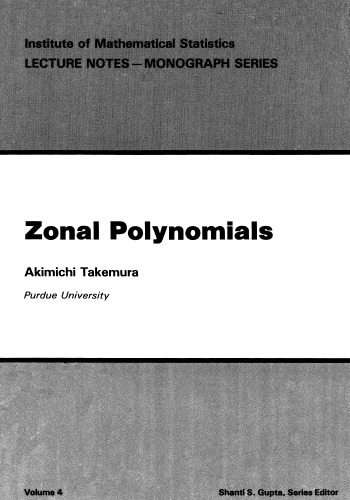 Institute of Mathematical Statistics
LECTURE NOTES—MONOGRAPH SERIES
Zonal Polynomials
Akimichi Takemura
Purdue University
Volume 4
Shanti S. Gupta, Series Editor